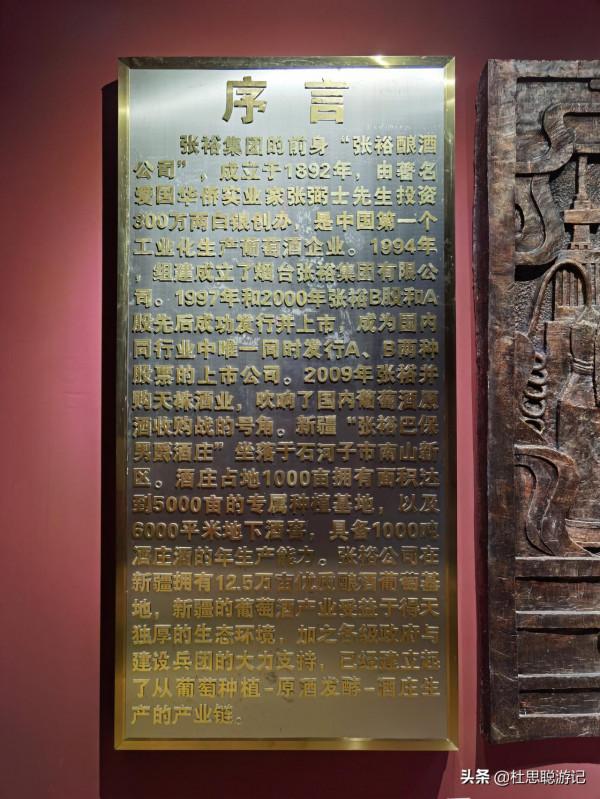 序言
张裕集团的前身“张裕酿酒
公司”，成立于1892年，由著名
爱国华侨实业家张弼士先生投资
300万两白银创办，是中国第一个
工业化生产葡萄酒企业。1994年
，组建成立了烟台张裕集团有限公
司。1997年和2000年张裕B股和A
股先后成功发行并上市，成为国内
同行业中唯一同时发行A、B两种
股票的上市公司。2009年张裕并
购天株酒业，吹响了国内葡萄酒原
酒收购战的号角。新疆“张裕巴保
男爵酒庄”坐落于石河子市南山新
区。酒庄占地1000亩拥有面积达
到5000亩的专属种植基地，以及
6000平米地下酒窖，具备1000吨
酒庄酒的年生产能力。张裕公司在
新疆拥有12.5万亩优质酿酒葡萄基
地，新疆的葡萄酒产业受益于得天
独厚的生态环境，加之各级政府与
建设兵团的大力支持，已经建立起
了从葡萄种植-原酒发酵-酒庄生
产的产业链。
头条 @杜思聪游记